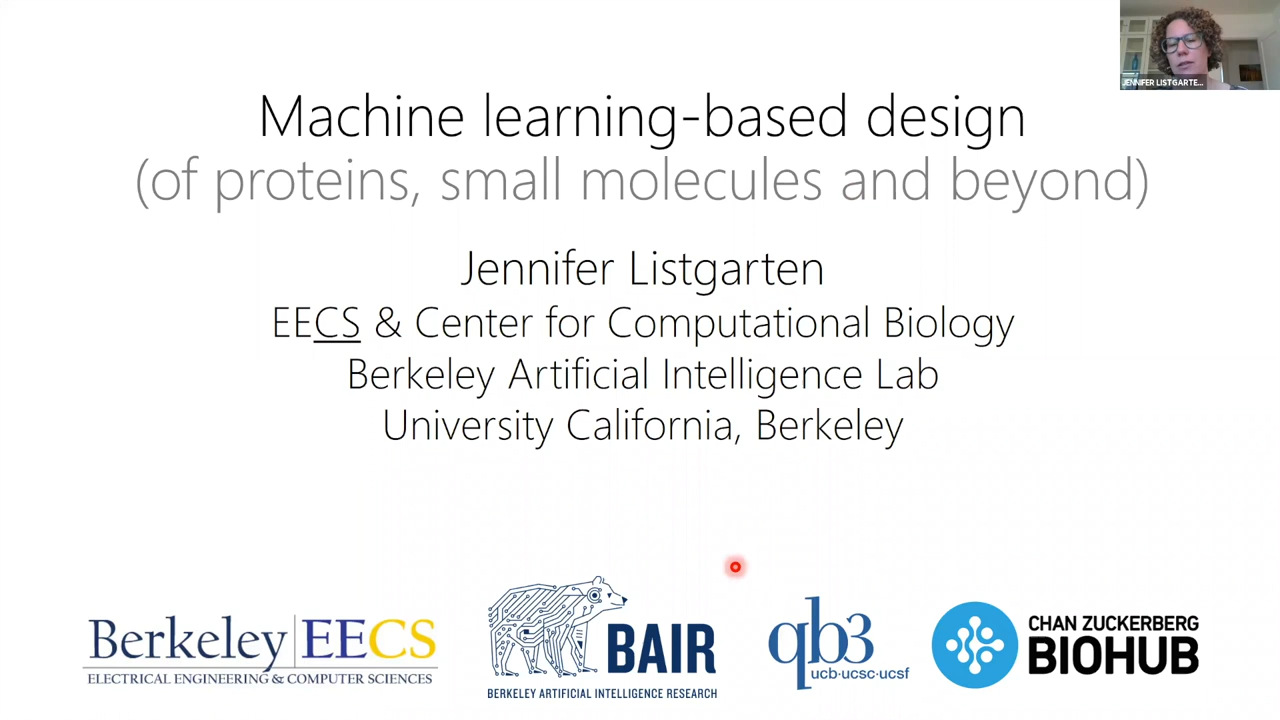 JENNIFER LISTGARTE...
Machine learning-based design
(of proteins, small molecules and beyond)
Jennifer Listgarten
EECS & Center for Computational Biology
Berkeley Artificial Intelligence Lab
University California, Berkeley
Berkeley EECS
ELECTRICAL ENGINEERING & COMPUTER SCIENCES
BAIR
BERKELEY ARTIFICIAL INTELLIGENCE RESEARCH
qb3
ucb·ucsc·ucsf
CHAN ZUCKERBERG
BIOHUB